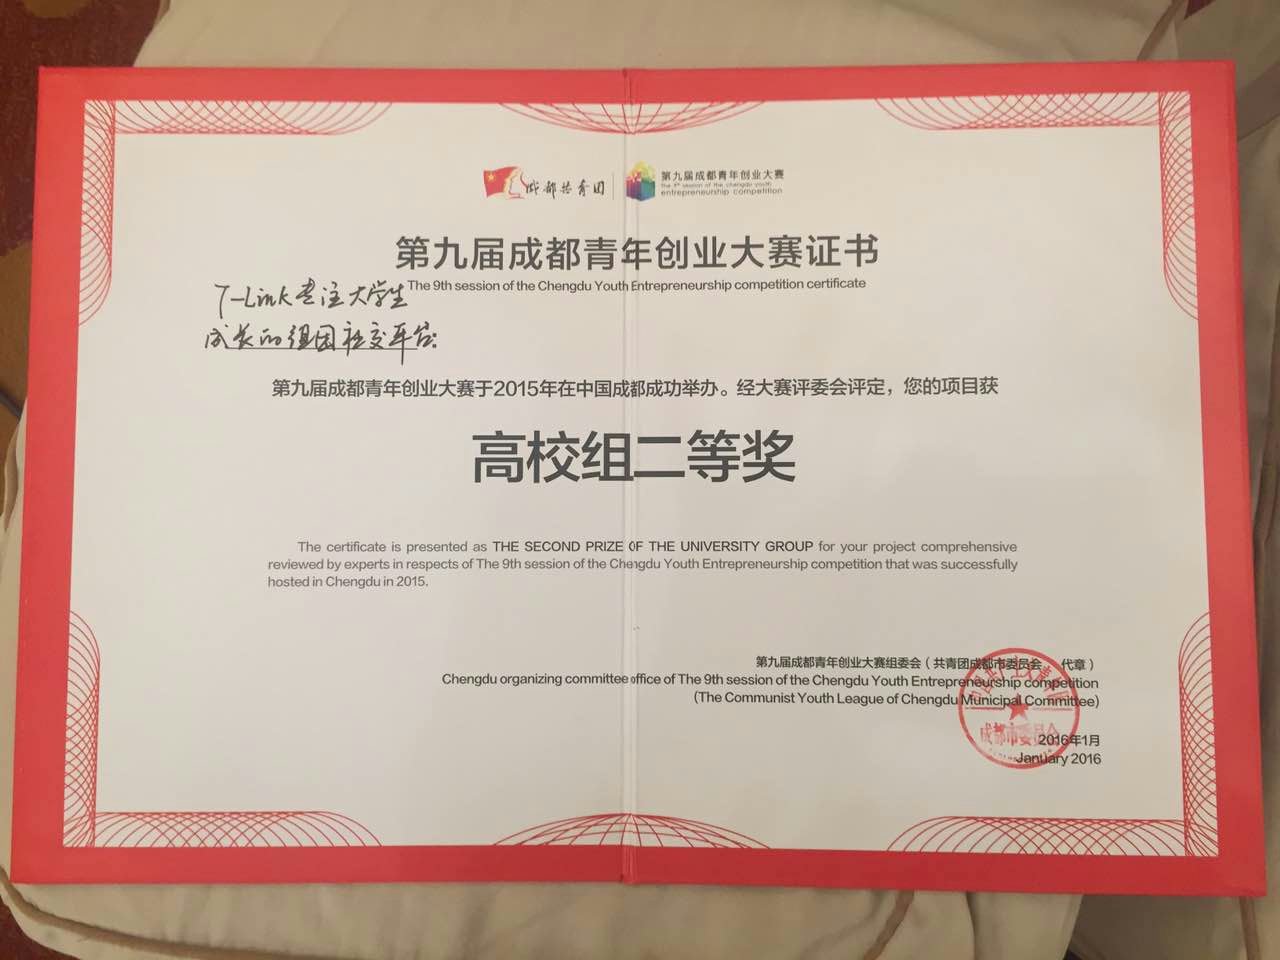 成都共青团
第九届成都青年创业大赛
the 9th session of the chengdu youth
entrepreneurship competition
第九届成都青年创业大赛证书
The 9th session of the Chengdu Youth Entrepreneurship competition certificate
T-Link专注大学生
成长的组团社交平台:
第九届成都青年创业大赛于2015年在中国成都成功举办。经大赛评委会评定，您的项目获
高校组二等奖
The certificate is presented as THE SECOND PRIZE OF THE UNIVERSITY GROUP for your project comprehensive
reviewed by experts in respects of The 9th session of the Chengdu Youth Entrepreneurship competition that was successfully
hosted in Chengdu in 2015.
第九届成都青年创业大赛组委会（共青团成都市委员会 代章）
Chengdu organizing committee office of The 9th session of the Chengdu Youth Entrepreneurship competition
(The Communist Youth League of Chengdu Municipal Committee)
成都市委员会
2016年1月
January 2016